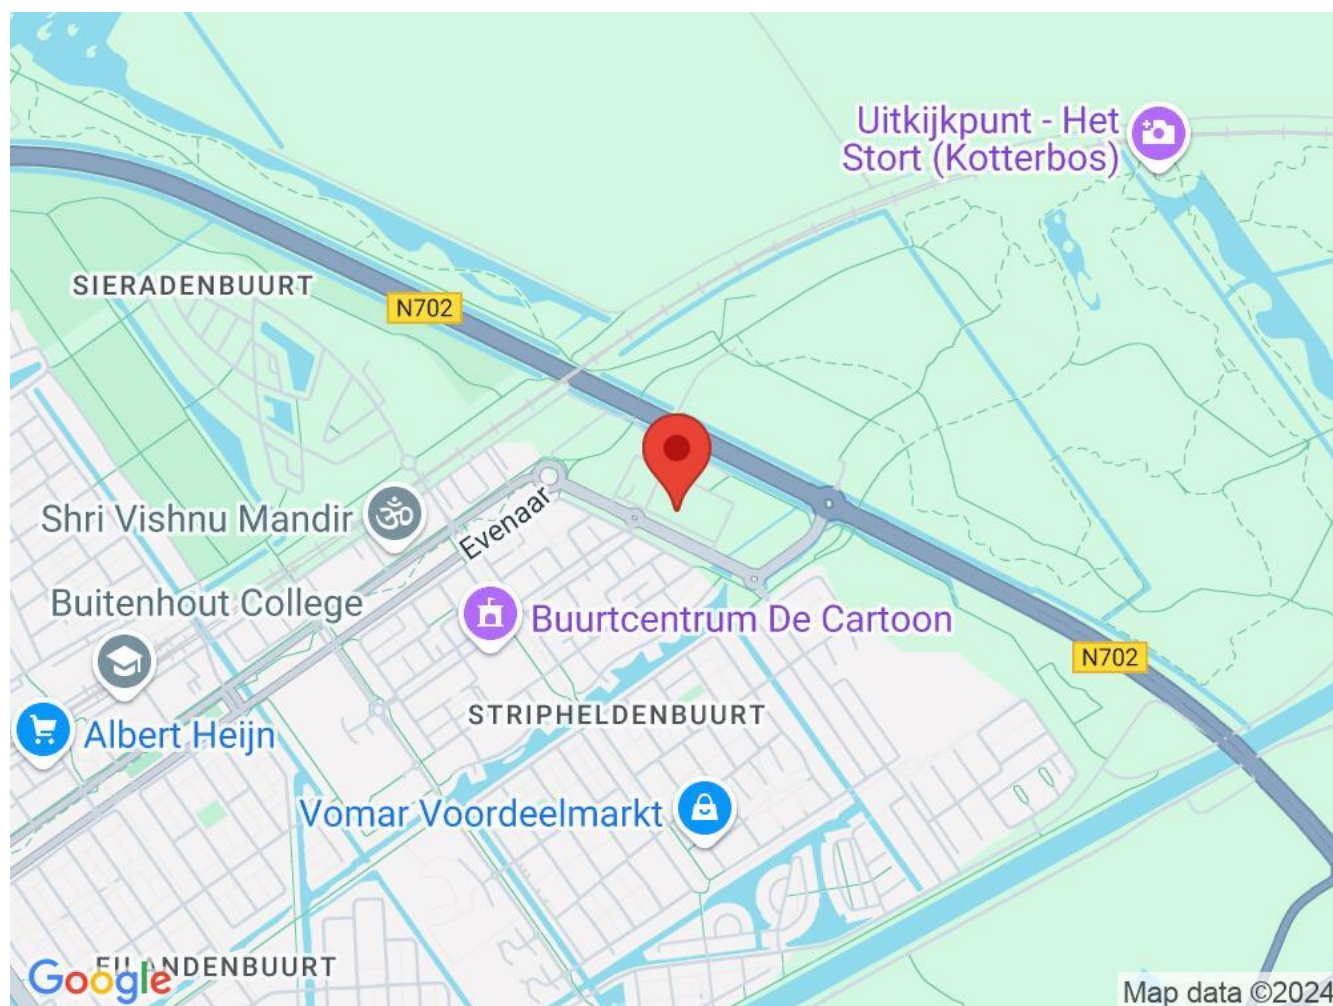 Uitkijkpunt - Het
Stort (Kotterbos)
SIERADENBUURT
N702
Shri Vishnu Mandir
Evenaar
Buitenhout College
Buurtcentrum De Cartoon
N702
STRIPHELDENBUURT
Albert Heijn
Vomar Voordeelmarkt
EILANDENBUURT
Google
Map data ©2024